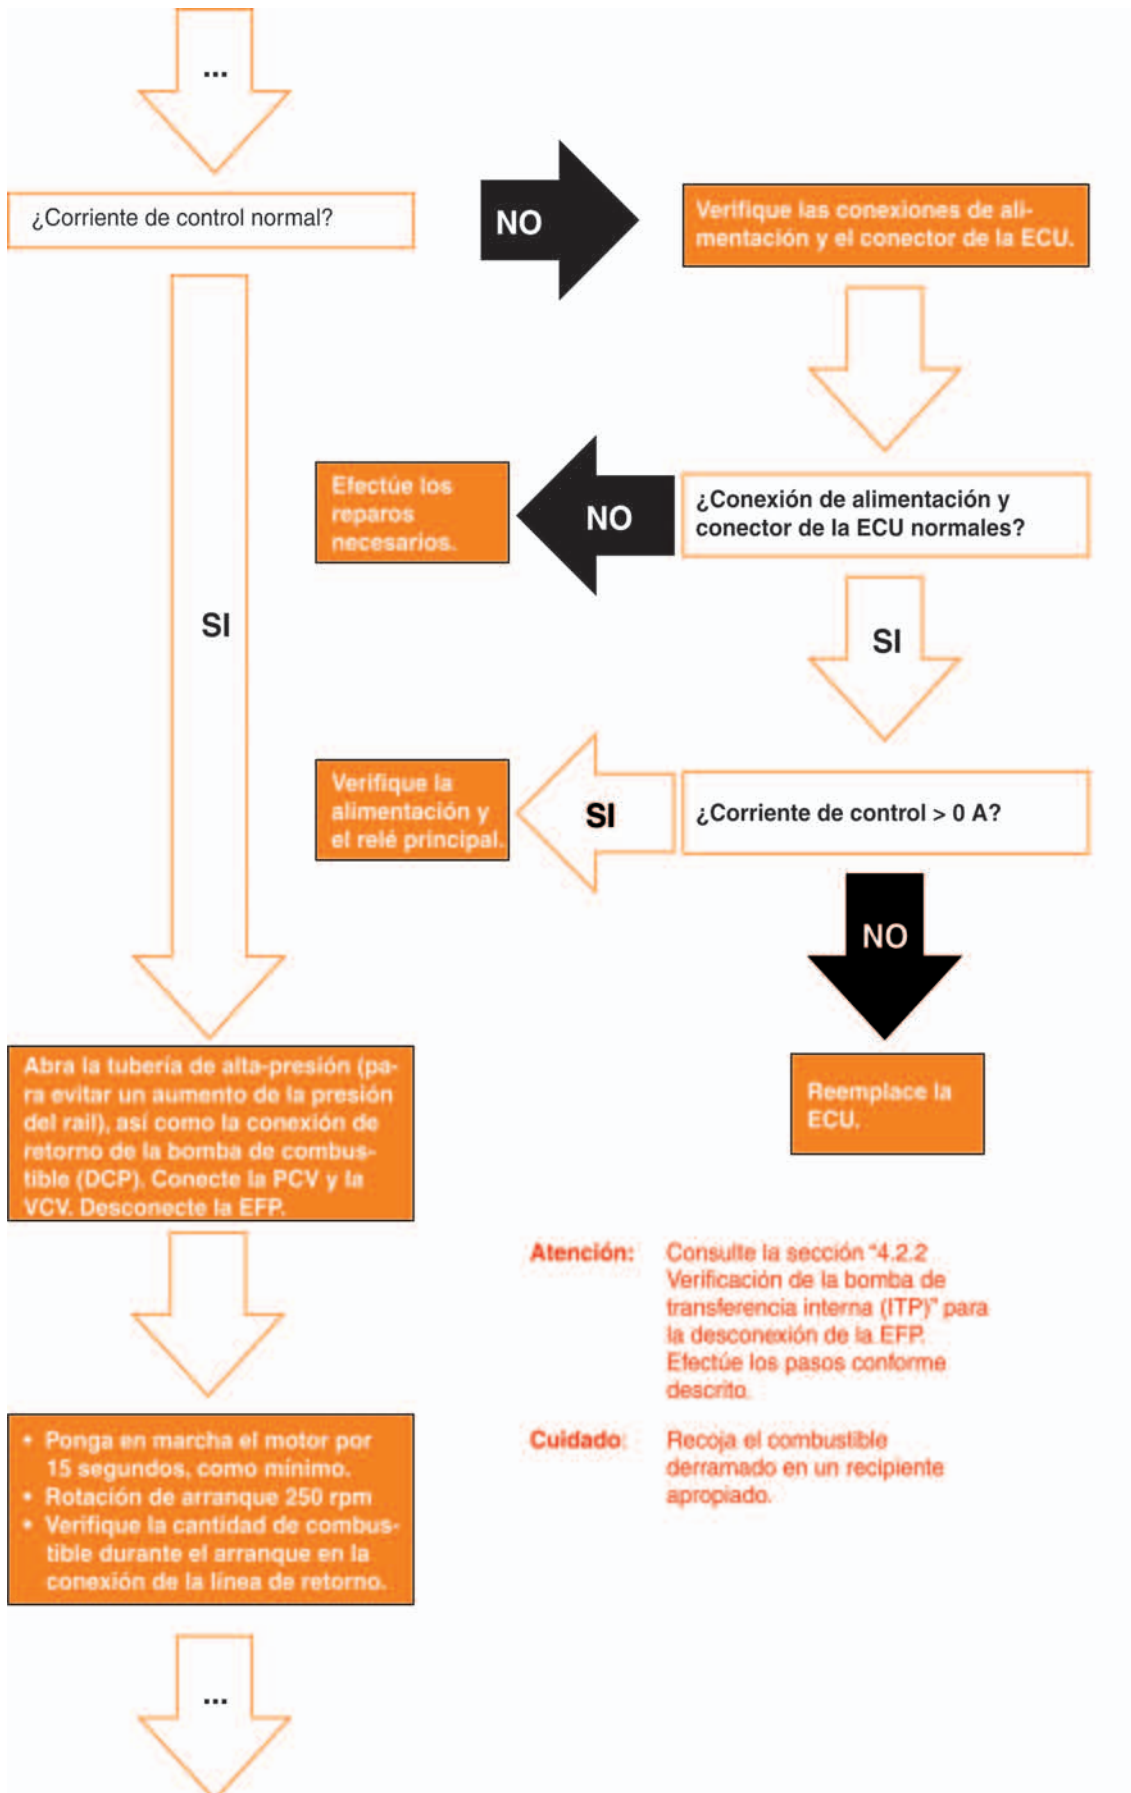 ...
¿Corriente de control normal?
NO
Verifique las conexiones de ali-
mentación y el conector de la ECU.
Efectúe los
reparos
necesarios.
NO
¿Conexión de alimentación y
conector de la ECU normales?
SI
SI
Verifique la
alimentación y
el relé principal.
SI
¿Corriente de control > 0 A?
NO
Abra la tubería de alta-presión (pa-
ra evitar un aumento de la presión
del rail), así como la conexión de
retorno de la bomba de combus-
tible (DCP). Conecte la PCV y la
VCV. Desconecte la EFP.
Reemplace la
ECU.
Atención: Consulte la sección “4.2.2
Verificación de la bomba de
transferencia interna (ITP)” para
la desconexión de la EFP.
Efectúe los pasos conforme
descrito.
Cuidado: Recoja el combustible
derramado en un recipiente
apropiado.
• Ponga en marcha el motor por
15 segundos, como mínimo.
• Rotación de arranque 250 rpm
• Verifique la cantidad de combus-
tible durante el arranque en la
conexión de la línea de retorno.
...